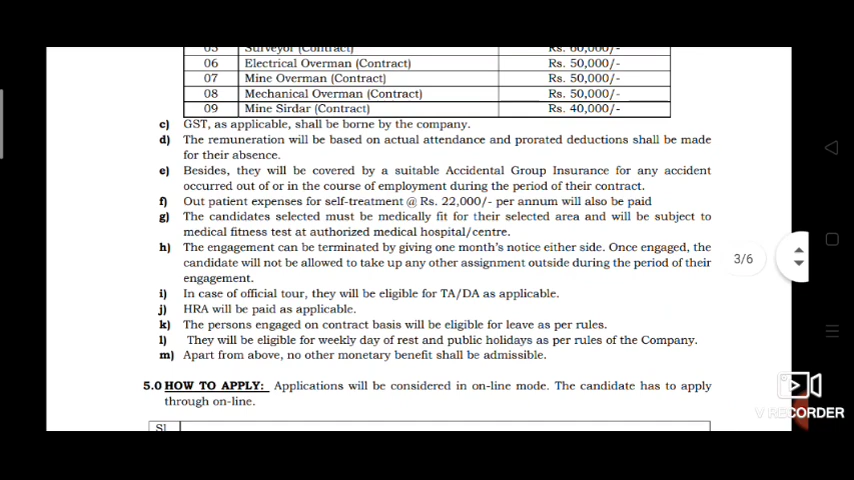 05 Surveyor (Contract) Rs. 60,000/-
06 Electrical Overman (Contract) Rs. 50,000/-
07 Mine Overman (Contract) Rs. 50,000/-
08 Mechanical Overman (Contract) Rs. 50,000/-
09 Mine Sirdar (Contract) Rs. 40,000/-
c) GST, as applicable, shall be borne by the company.
d) The remuneration will be based on actual attendance and prorated deductions shall be made
for their absence.
e) Besides, they will be covered by a suitable Accidental Group Insurance for any accident
occurred out of or in the course of employment during the period of their contract.
f) Out patient expenses for self-treatment @ Rs. 22,000/- per annum will also be paid
g) The candidates selected must be medically fit for their selected area and will be subject to
medical fitness test at authorized medical hospital/centre.
h) The engagement can be terminated by giving one month's notice either side. Once engaged, the
candidate will not be allowed to take up any other assignment outside during the period of their
engagement.
i) In case of official tour, they will be eligible for TA/DA as applicable.
j) HRA will be paid as applicable.
k) The persons engaged on contract basis will be eligible for leave as per rules.
l) They will be eligible for weekly day of rest and public holidays as per rules of the Company.
m) Apart from above, no other monetary benefit shall be admissible.
5.0 HOW TO APPLY: Applications will be considered in on-line mode. The candidate has to apply
through on-line.
Sl
3/6
V RECORDER